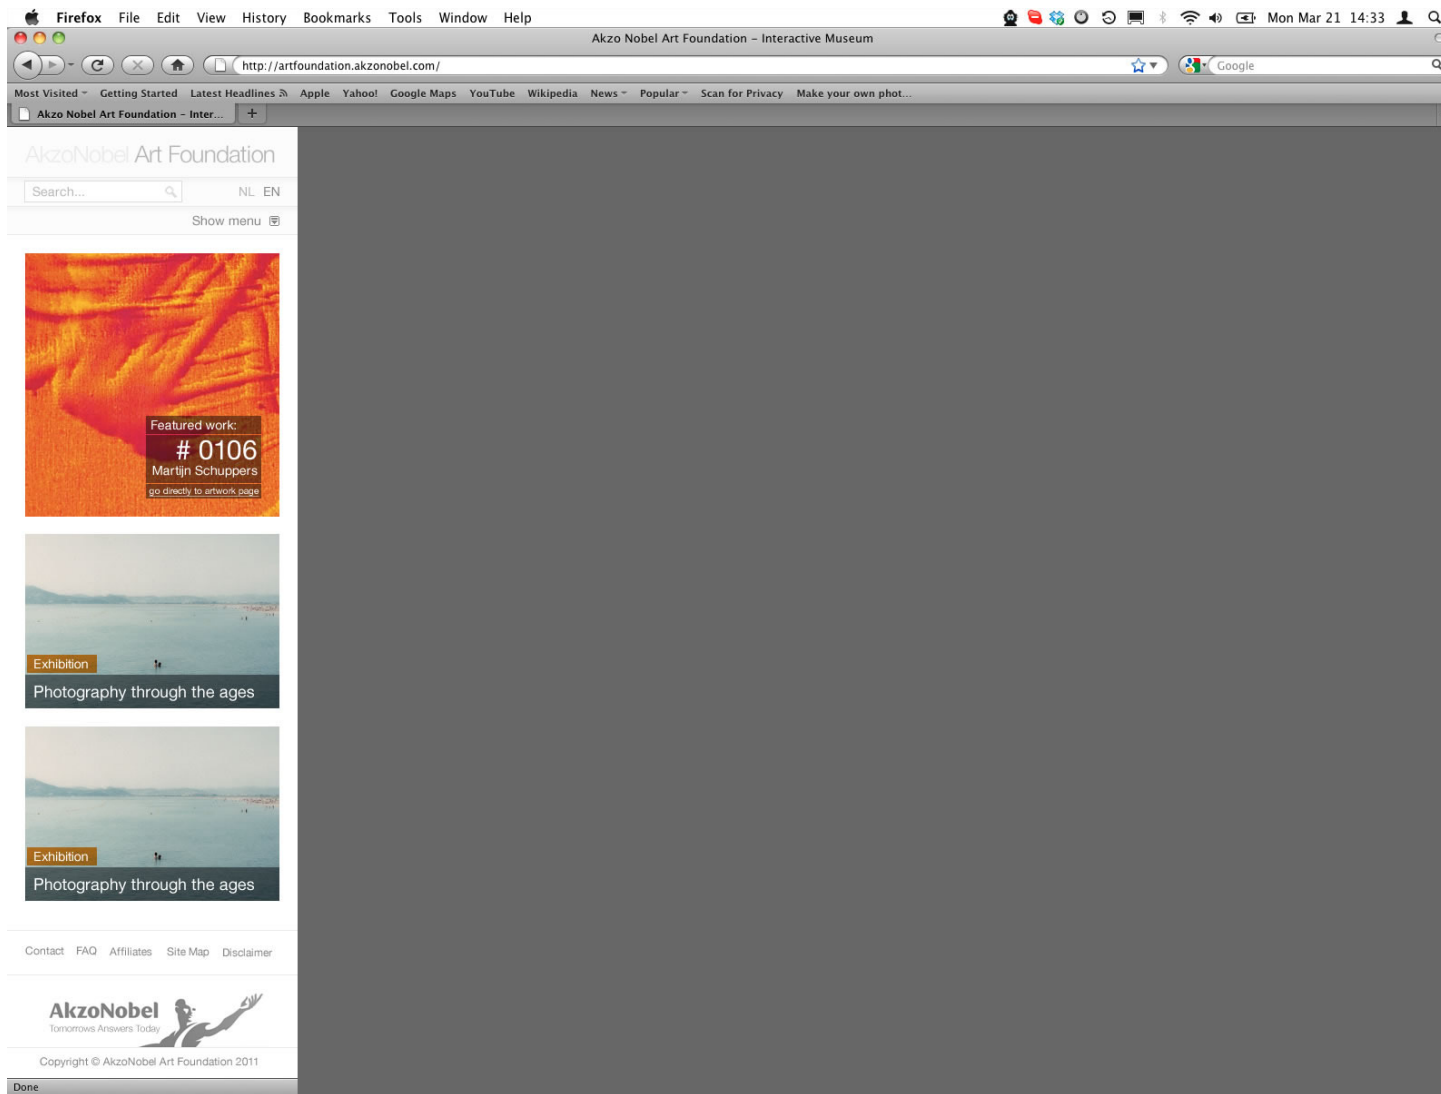 Firefox File Edit View History Bookmarks Tools Window Help Mon Mar 21 14:33
Akzo Nobel Art Foundation – Interactive Museum
http://artfoundation.akzonobel.com/ Google
Most Visited Getting Started Latest Headlines Apple Yahoo! Google Maps YouTube Wikipedia News Popular Scan for Privacy Make your own phot...
Akzo Nobel Art Foundation – Inter... +
AkzoNobel Art Foundation
Search... NL EN
Show menu
Featured work:
# 0106
Martijn Schuppers
go directly to artwork page
Exhibition
Photography through the ages
Exhibition
Photography through the ages
Contact FAQ Affiliates Site Map Disclaimer
AkzoNobel
Tomorrows Answers Today
Copyright © AkzoNobel Art Foundation 2011
Done